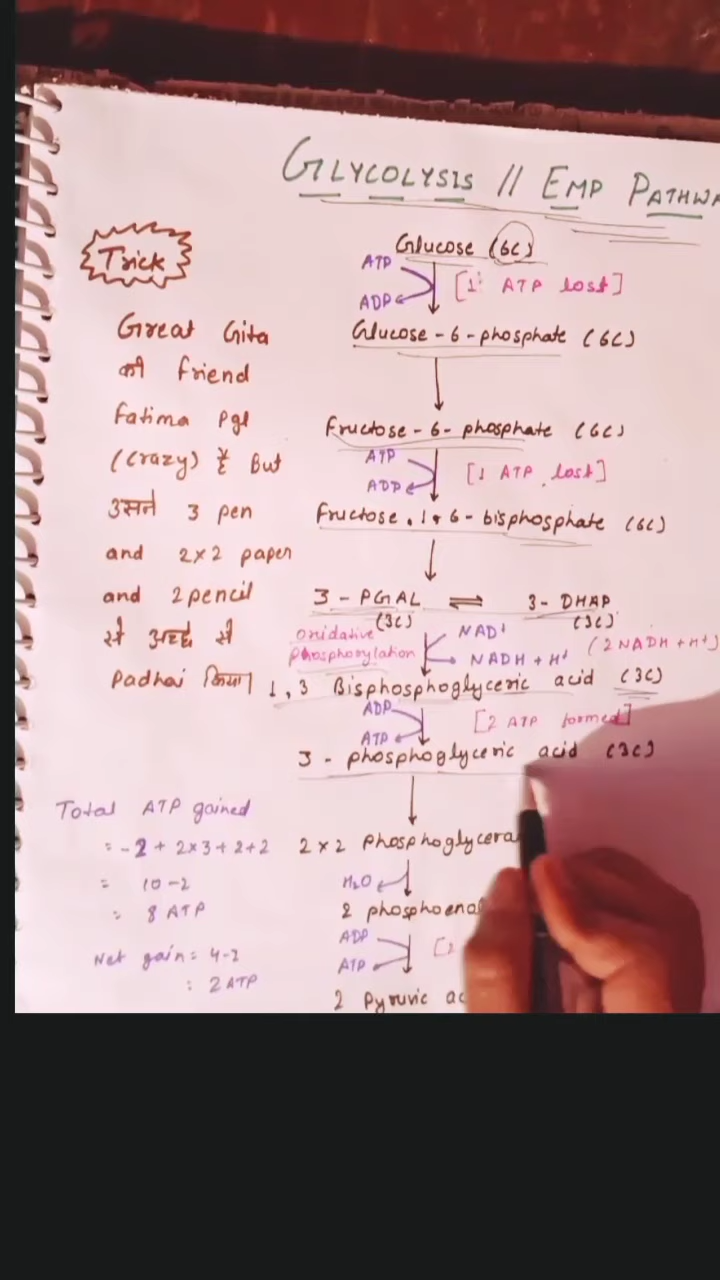 GLYCOLYSIS // EMP PATHWA
Trick
Great Gita
की friend
Fatima Pgl
(Crazy) है But
उसने 3 pen
and 2x2 paper
and 2 pencil
से अच्छे से
Padhai किया।
Glucose (6C)
ATP
ADP
[1 ATP lost]
Glucose-6-phosphate (6C)
Fructose-6-phosphate (6C)
ATP
ADP
[1 ATP lost]
Fructose 1,6-bisphosphate (6C)
3-PGAL ⇌ 3-DHAP
(3C) (3C)
oxidative
phosphorylation
NAD+
NADH + H+
(2 NADH + H+)
1,3 Bisphosphoglyceric acid (3C)
ADP
ATP
[2 ATP formed]
3-phosphoglyceric acid (3C)
2x2 Phosphoglycera
H2O
2 phosphoenol
ADP
ATP
[2
2 Pyruvic ac
Total ATP gained
= -2 + 2x3 + 2+2
= 10-2
= 8 ATP
Net gain = 4-2
: 2 ATP